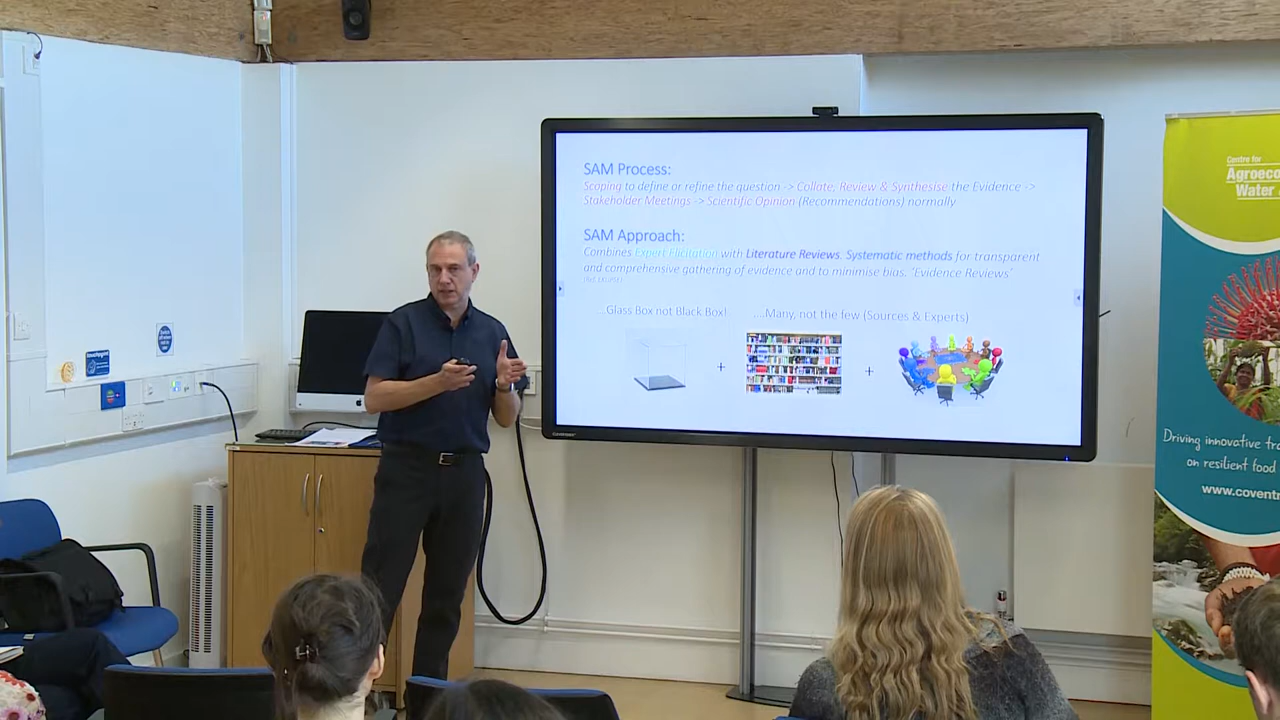 SAM Process:
Scoping to define or refine the question -> Collate, Review & Synthesise the Evidence ->
Stakeholder Meetings -> Scientific Opinion (Recommendations) normally
SAM Approach:
Combines Expert Elicitation with Literature Reviews. Systematic methods for transparent
and comprehensive gathering of evidence and to minimise bias. 'Evidence Reviews'
...Glass Box not Black Box!
....Many, not the few (Sources & Experts)
+
+
Centre for
Agroeco
Water
Driving innovative tra
on resilient food
www.covent